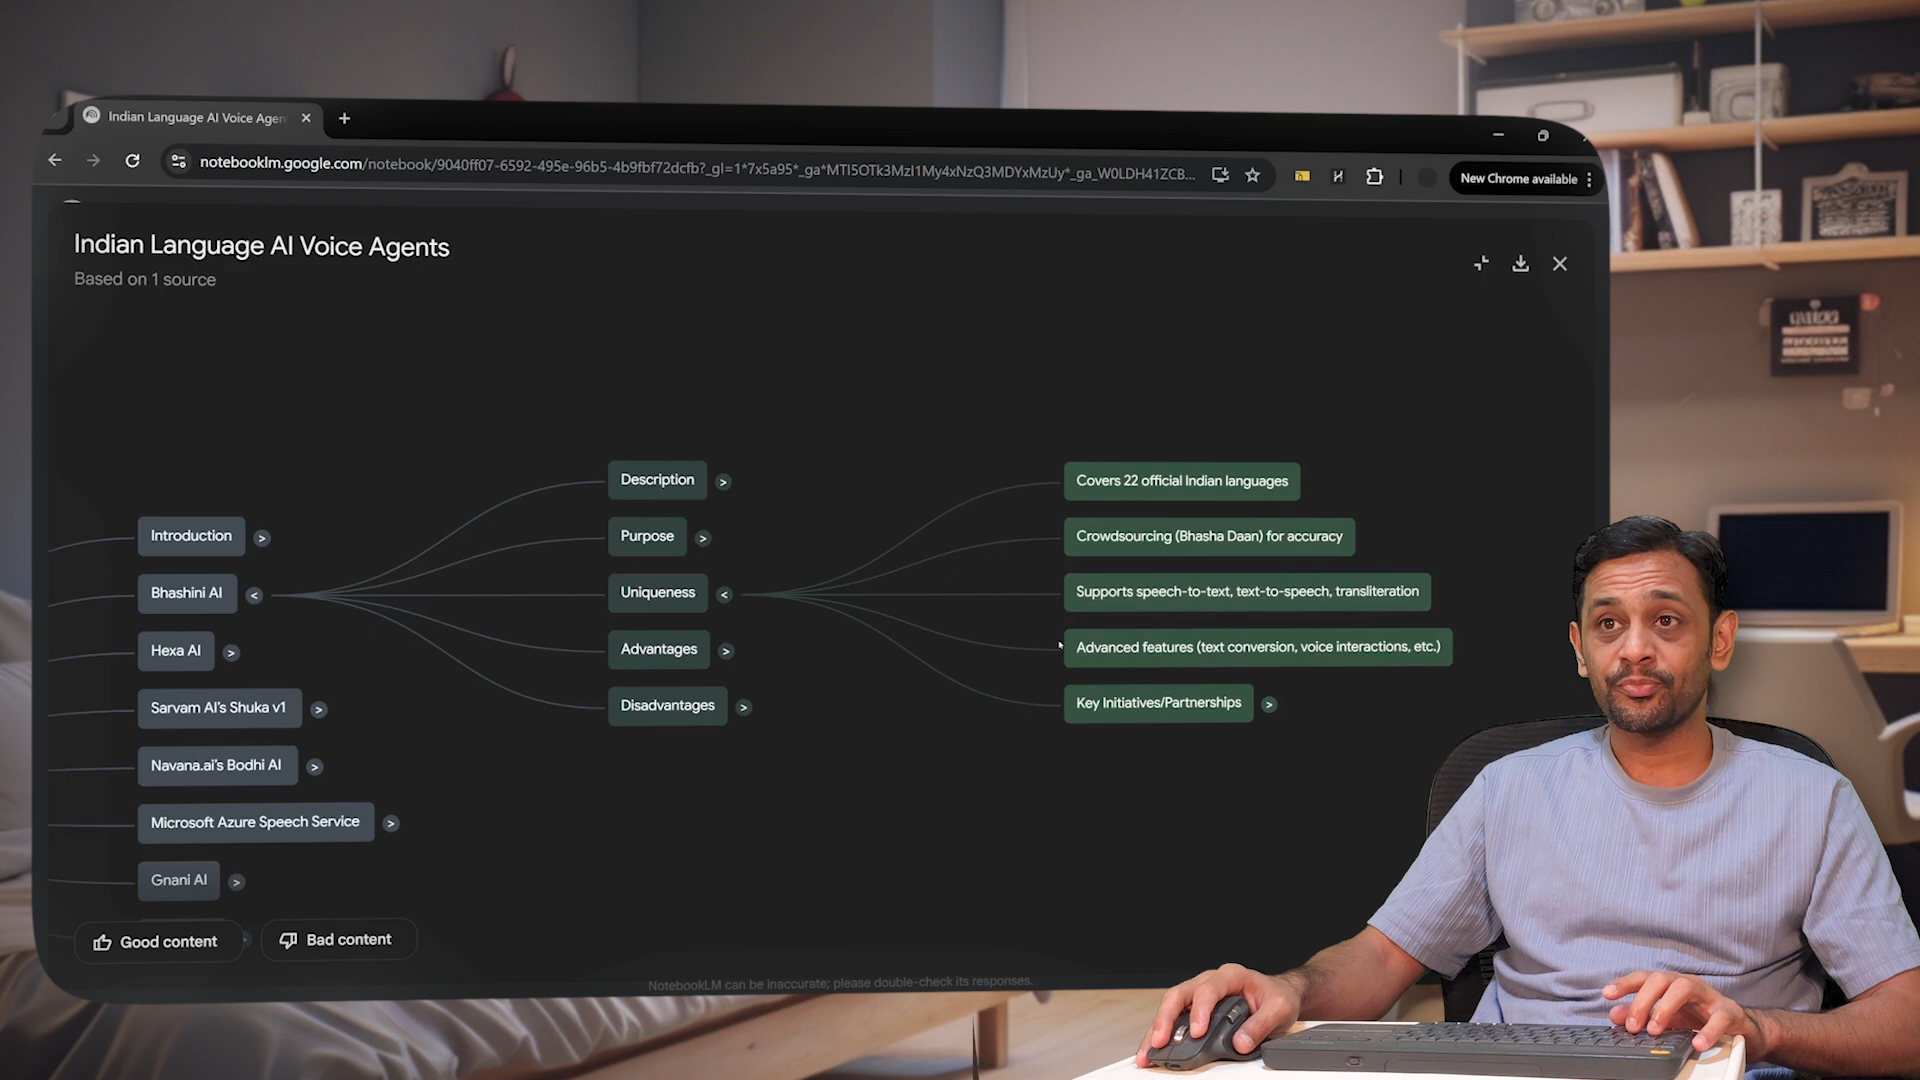 Indian Language AI Voice Agen
notebooklm.google.com/notebook/9040ff07-6592-495e-96b5-4b9fbf72dcfb?_gl=1*7x5a95*_ga*MTI5OTk3MzI1My4xNzQ3MDYxMzUy*_ga_W0LDH41ZCB...
New Chrome available
Indian Language AI Voice Agents
Based on 1 source
Introduction >
Bhashini AI <
Hexa AI >
Sarvam AI's Shuka v1 >
Navana.ai's Bodhi AI >
Microsoft Azure Speech Service >
Gnani AI >
Description >
Purpose >
Uniqueness <
Advantages >
Disadvantages >
Covers 22 official Indian languages
Crowdsourcing (Bhasha Daan) for accuracy
Supports speech-to-text, text-to-speech, transliteration
Advanced features (text conversion, voice interactions, etc.)
Key Initiatives/Partnerships >
Good content
Bad content
NotebookLM can be inaccurate; please double-check its responses.